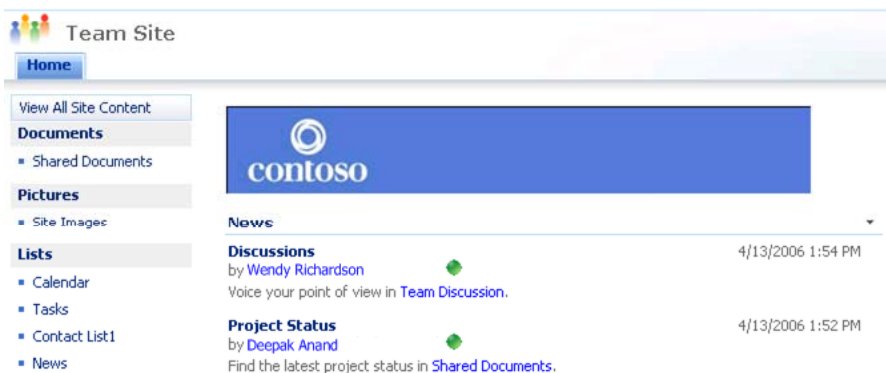 Team Site
Home
View All Site Content
Documents
Shared Documents
Pictures
Site Images
Lists
Calendar
Tasks
Contact List1
News
contoso
News
Discussions 4/13/2006 1:54 PM
by Wendy Richardson
Voice your point of view in Team Discussion.
Project Status 4/13/2006 1:52 PM
by Deepak Anand
Find the latest project status in Shared Documents.